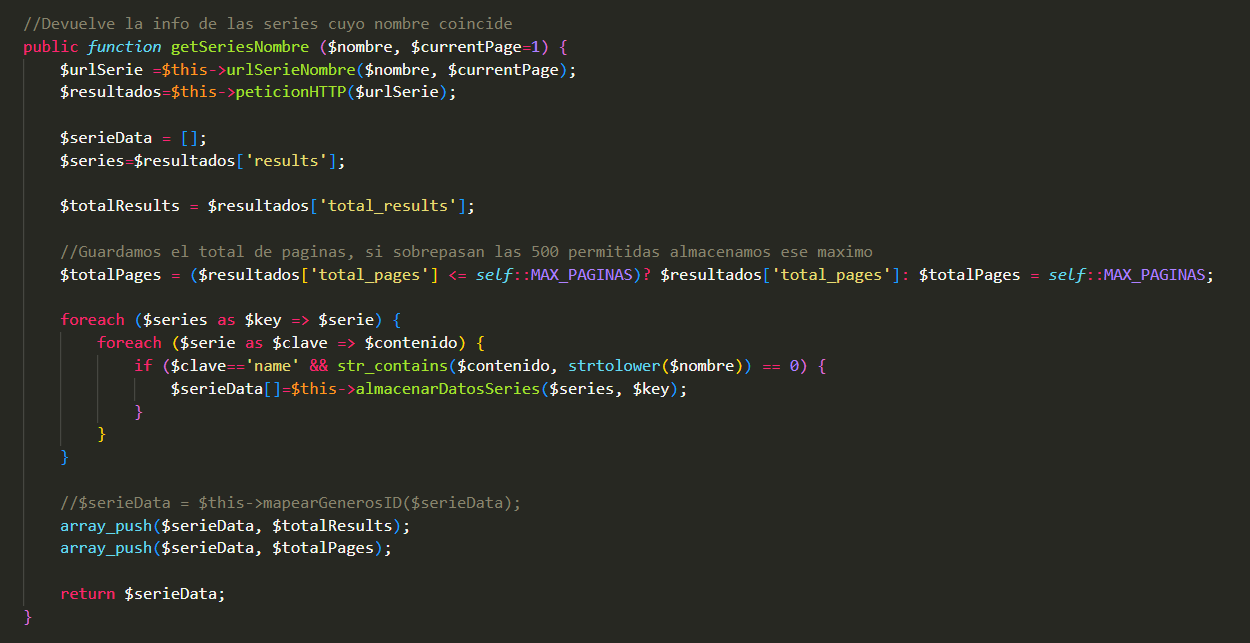 //Devuelve la info de las series cuyo nombre coincide
public function getSeriesNombre ($nombre, $currentPage=1) {
    $urlSerie =$this->urlSerieNombre($nombre, $currentPage);
    $resultados=$this->peticionHTTP($urlSerie);

    $serieData = [];
    $series=$resultados['results'];

    $totalResults = $resultados['total_results'];

    //Guardamos el total de paginas, si sobrepasan las 500 permitidas almacenamos ese maximo
    $totalPages = ($resultados['total_pages'] <= self::MAX_PAGINAS)? $resultados['total_pages']: $totalPages = self::MAX_PAGINAS;

    foreach ($series as $key => $serie) {
        foreach ($serie as $clave => $contenido) {
            if ($clave=='name' && str_contains($contenido, strtolower($nombre)) == 0) {
                $serieData[]=$this->almacenarDatosSeries($series, $key);
            }
        }
    }

    //$serieData = $this->mapearGenerosID($serieData);
    array_push($serieData, $totalResults);
    array_push($serieData, $totalPages);

    return $serieData;
}